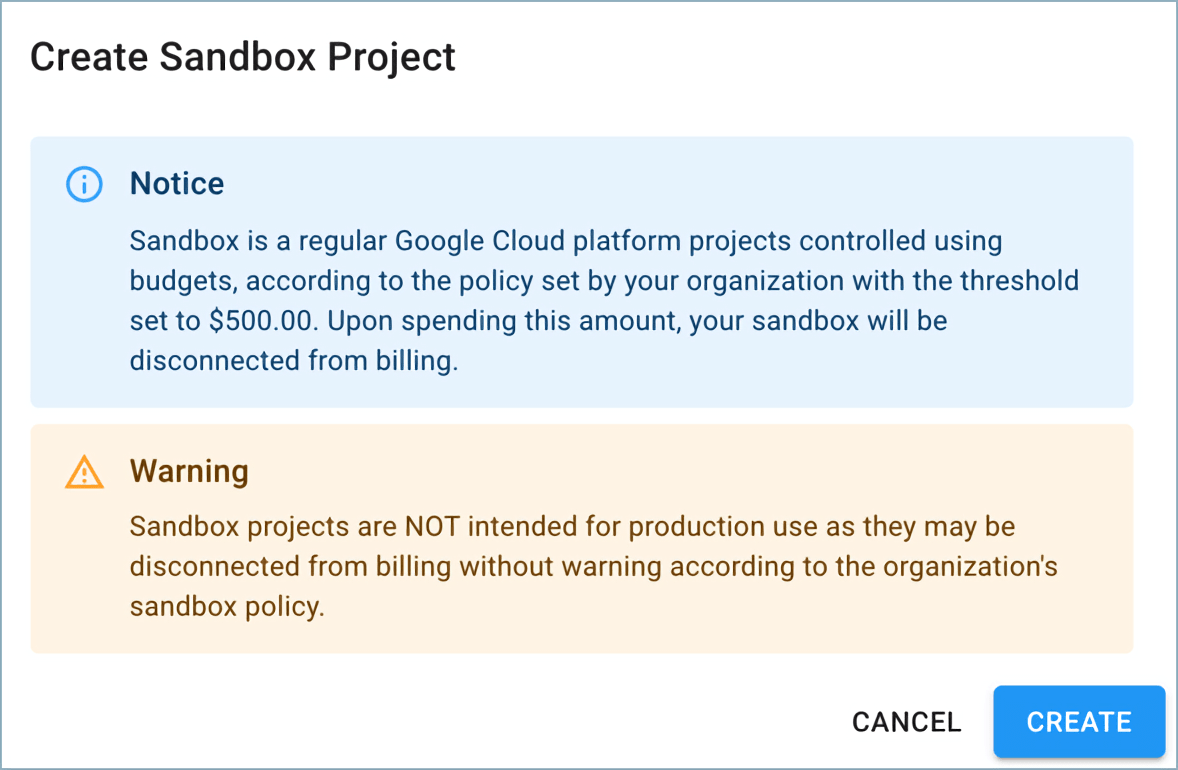 Create Sandbox Project
Notice
Sandbox is a regular Google Cloud platform projects controlled using
budgets, according to the policy set by your organization with the threshold
set to $500.00. Upon spending this amount, your sandbox will be
disconnected from billing.
Warning
Sandbox projects are NOT intended for production use as they may be
disconnected from billing without warning according to the organization's
sandbox policy.
CANCEL
CREATE